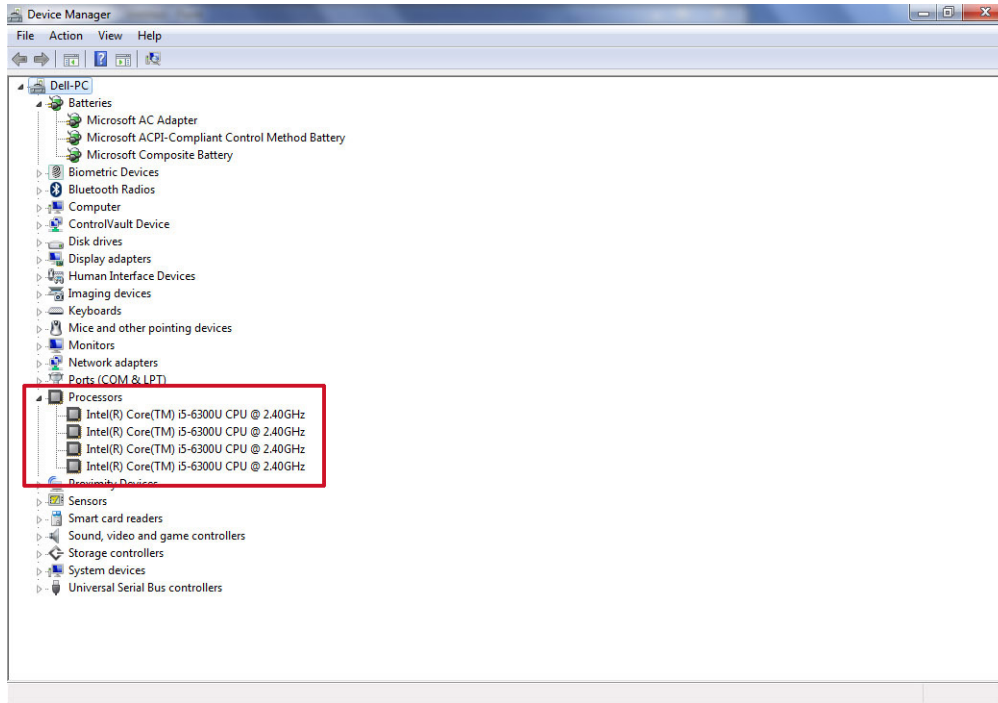 Device Manager
File Action View Help
Dell-PC
Batteries
Microsoft AC Adapter
Microsoft ACPI-Compliant Control Method Battery
Microsoft Composite Battery
Biometric Devices
Bluetooth Radios
Computer
ControlVault Device
Disk drives
Display adapters
Human Interface Devices
Imaging devices
Keyboards
Mice and other pointing devices
Monitors
Network adapters
Ports (COM & LPT)
Processors
Intel(R) Core(TM) i5-6300U CPU @ 2.40GHz
Intel(R) Core(TM) i5-6300U CPU @ 2.40GHz
Intel(R) Core(TM) i5-6300U CPU @ 2.40GHz
Intel(R) Core(TM) i5-6300U CPU @ 2.40GHz
Proximity Devices
Sensors
Smart card readers
Sound, video and game controllers
Storage controllers
System devices
Universal Serial Bus controllers